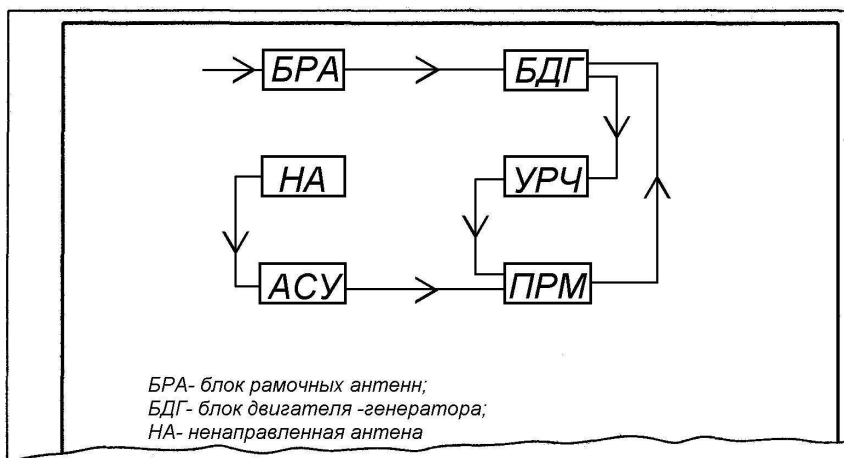 БРА БДГ
НА УРЧ
АСУ ПРМ
БРА- блок рамочных антенн;
БДГ- блок двигателя -генератора;
НА- ненаправленная антена